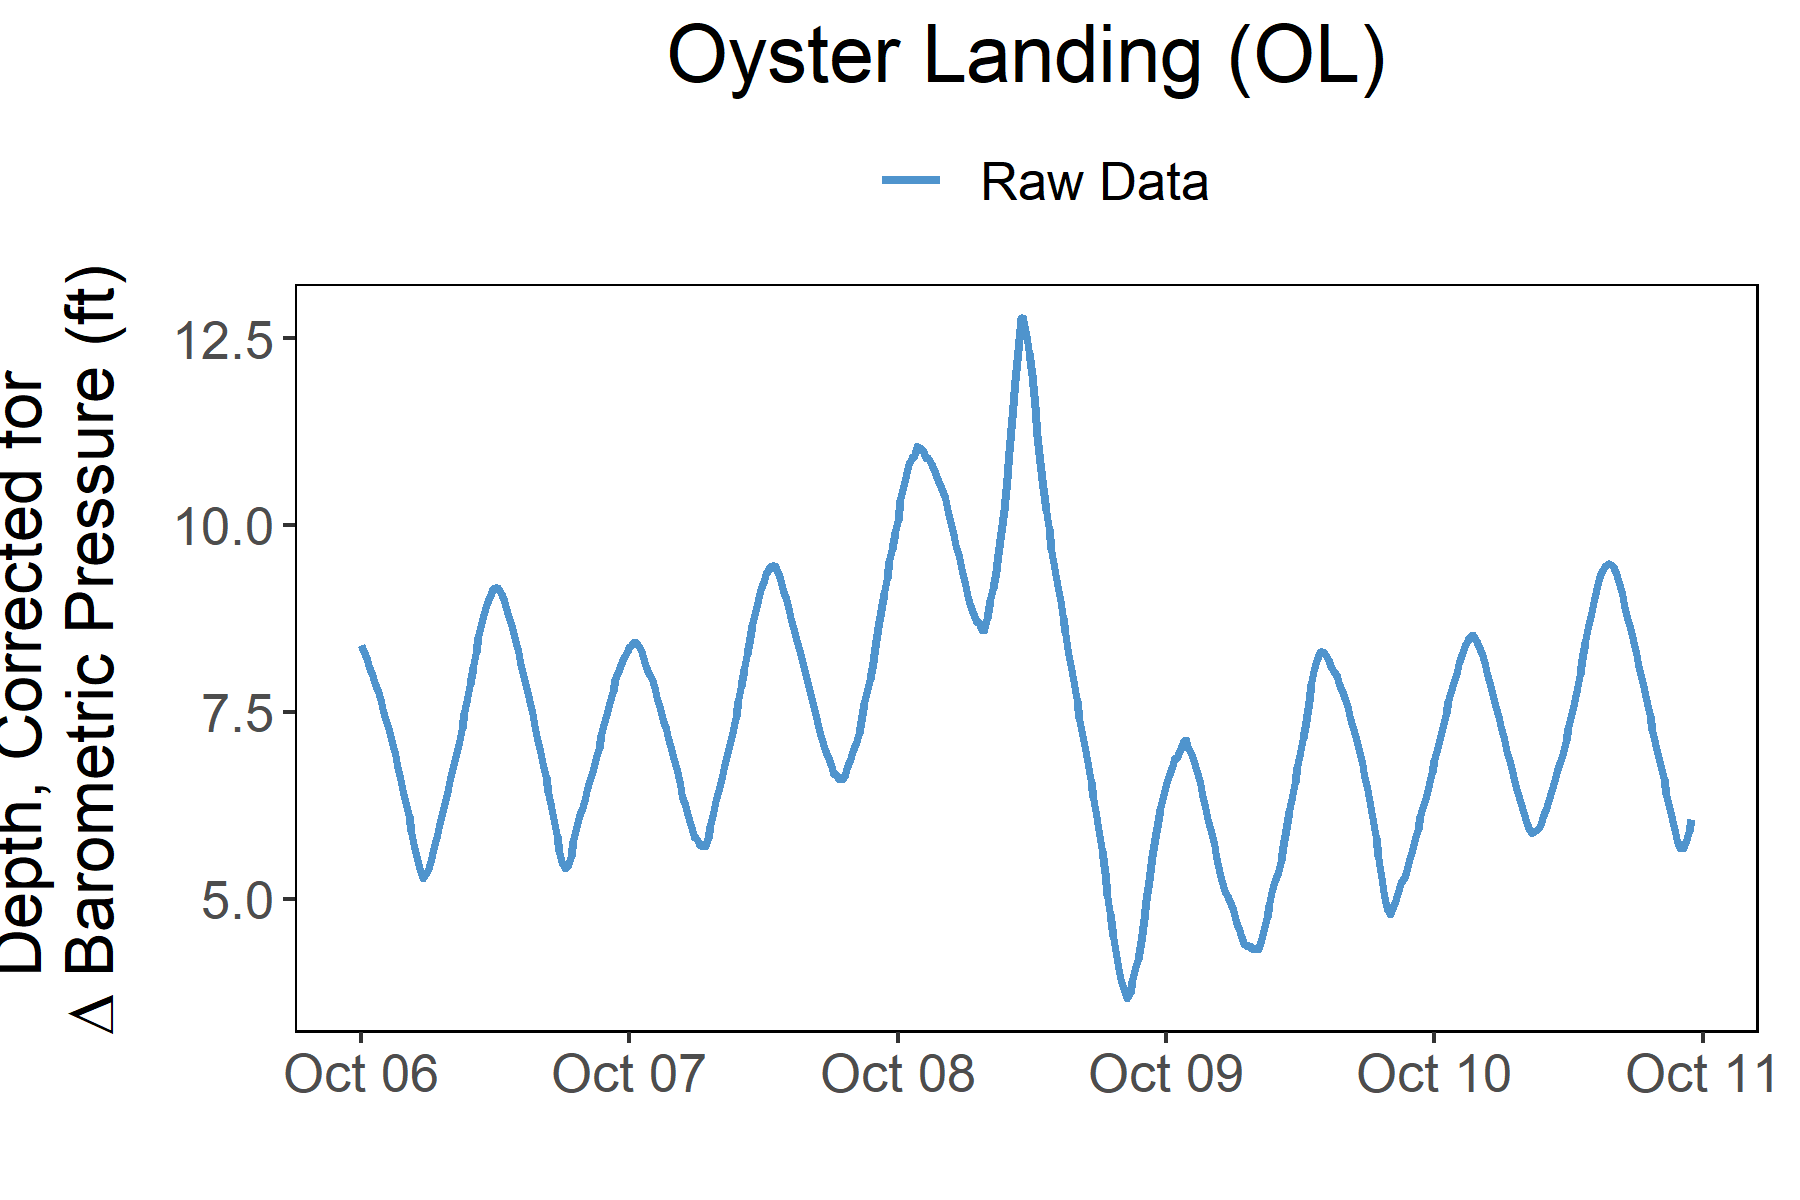 Oyster Landing (OL)
Raw Data
Depth, Corrected for
Δ Barometric Pressure (ft)
12.5
10.0
7.5
5.0
Oct 06
Oct 07
Oct 08
Oct 09
Oct 10
Oct 11